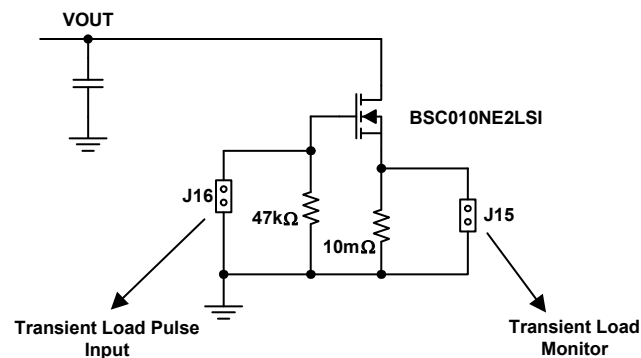 VOUT
BSC010NE2LSI
J16
47kΩ
10mΩ
J15
Transient Load Pulse
Input
Transient Load
Monitor